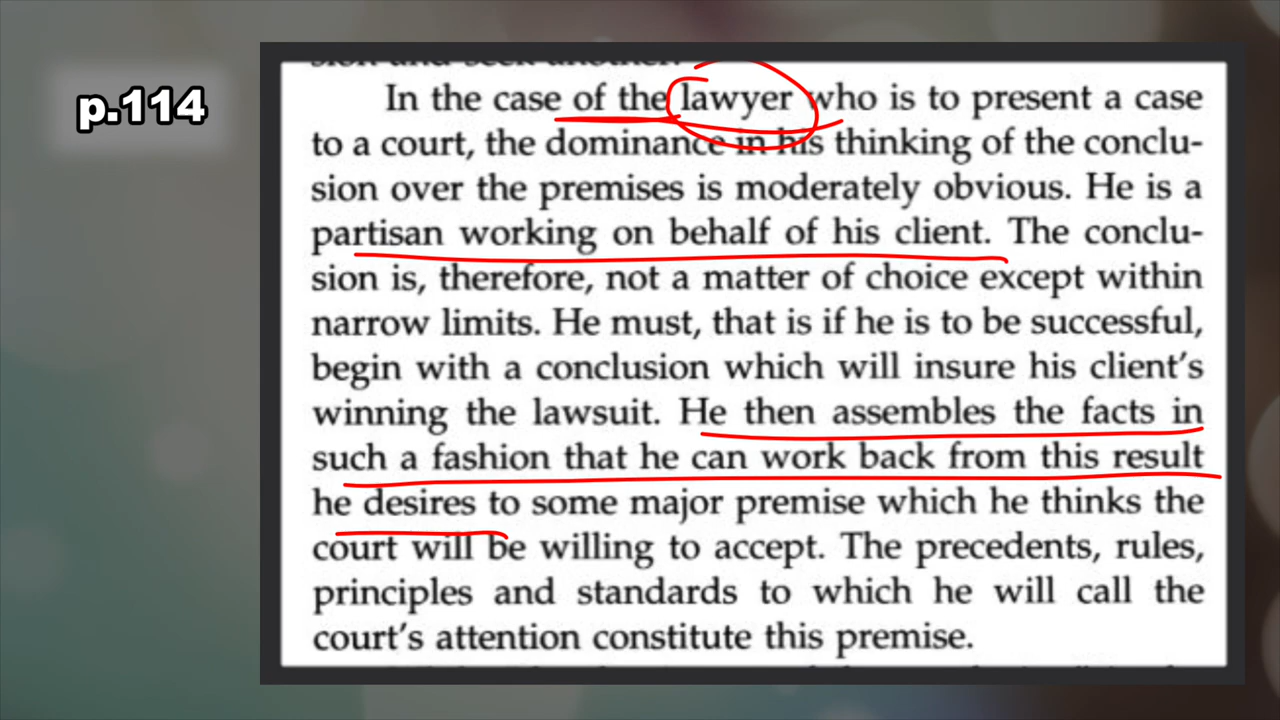 p.114
In the case of the lawyer who is to present a case
to a court, the dominance in his thinking of the conclu-
sion over the premises is moderately obvious. He is a
partisan working on behalf of his client. The conclu-
sion is, therefore, not a matter of choice except within
narrow limits. He must, that is if he is to be successful,
begin with a conclusion which will insure his client's
winning the lawsuit. He then assembles the facts in
such a fashion that he can work back from this result
he desires to some major premise which he thinks the
court will be willing to accept. The precedents, rules,
principles and standards to which he will call the
court's attention constitute this premise.